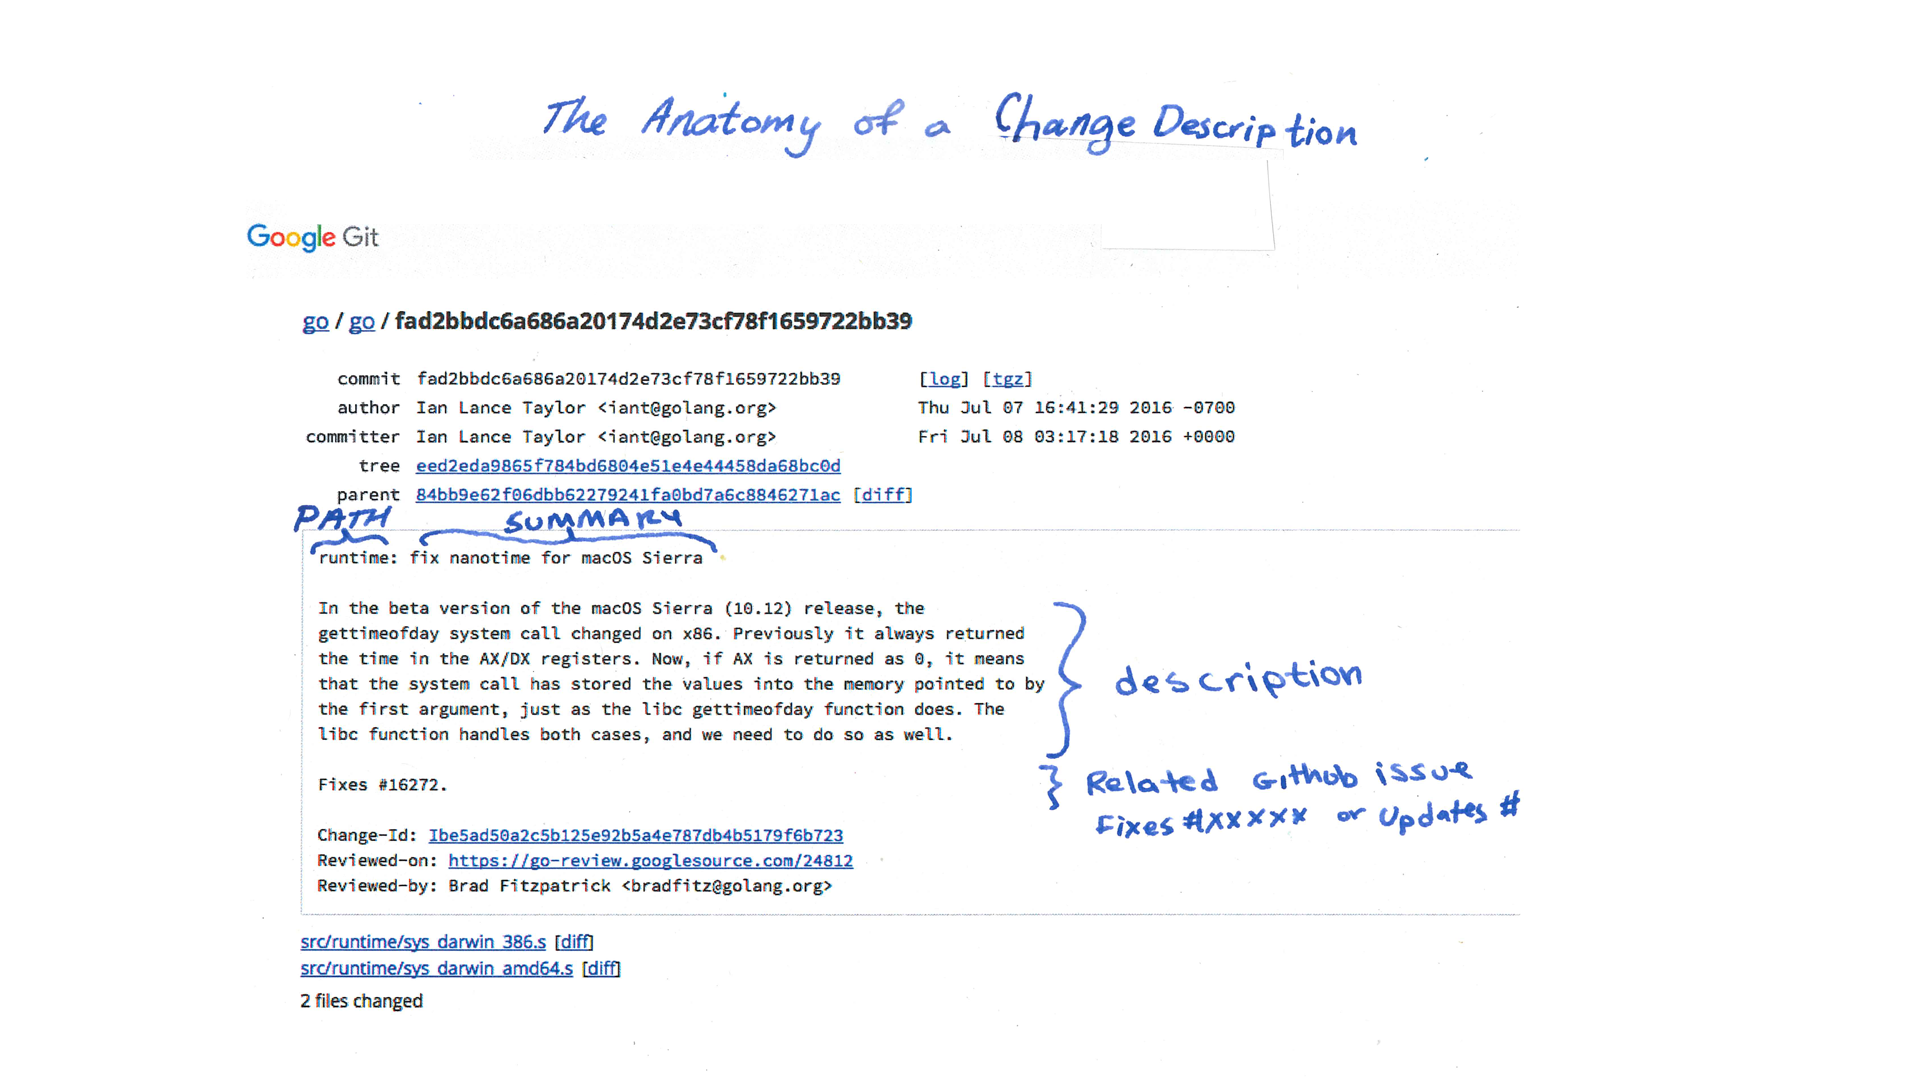 The Anatomy of a Change Description
Google Git
go / go / fad2bbdc6a686a20174d2e73cf78f1659722bb39
commit fad2bbdc6a686a20174d2e73cf78f1659722bb39 [log] [tgz]
author Ian Lance Taylor <iant@golang.org> Thu Jul 07 16:41:29 2016 -0700
committer Ian Lance Taylor <iant@golang.org> Fri Jul 08 03:17:18 2016 +0000
tree eed2eda9865f784bd6804e51e4e44458da68bc0d
parent 84bb9e62f06dbb62279241fa0bd7a6c8846271ac [diff]
PATH SUMMARY
runtime: fix nanotime for macOS Sierra
In the beta version of the macOS Sierra (10.12) release, the
gettimeofday system call changed on x86. Previously it always returned
the time in the AX/DX registers. Now, if AX is returned as 0, it means
that the system call has stored the values into the memory pointed to by
the first argument, just as the libc gettimeofday function does. The
libc function handles both cases, and we need to do so as well.
description
Fixes #16272.
Related Github issue
Fixes #XXXXX or Updates #
Change-Id: Ibe5ad50a2c5b125e92b5a4e787db4b5179f6b723
Reviewed-on: https://go-review.googlesource.com/24812
Reviewed-by: Brad Fitzpatrick <bradfitz@golang.org>
src/runtime/sys_darwin_386.s [diff]
src/runtime/sys_darwin_amd64.s [diff]
2 files changed